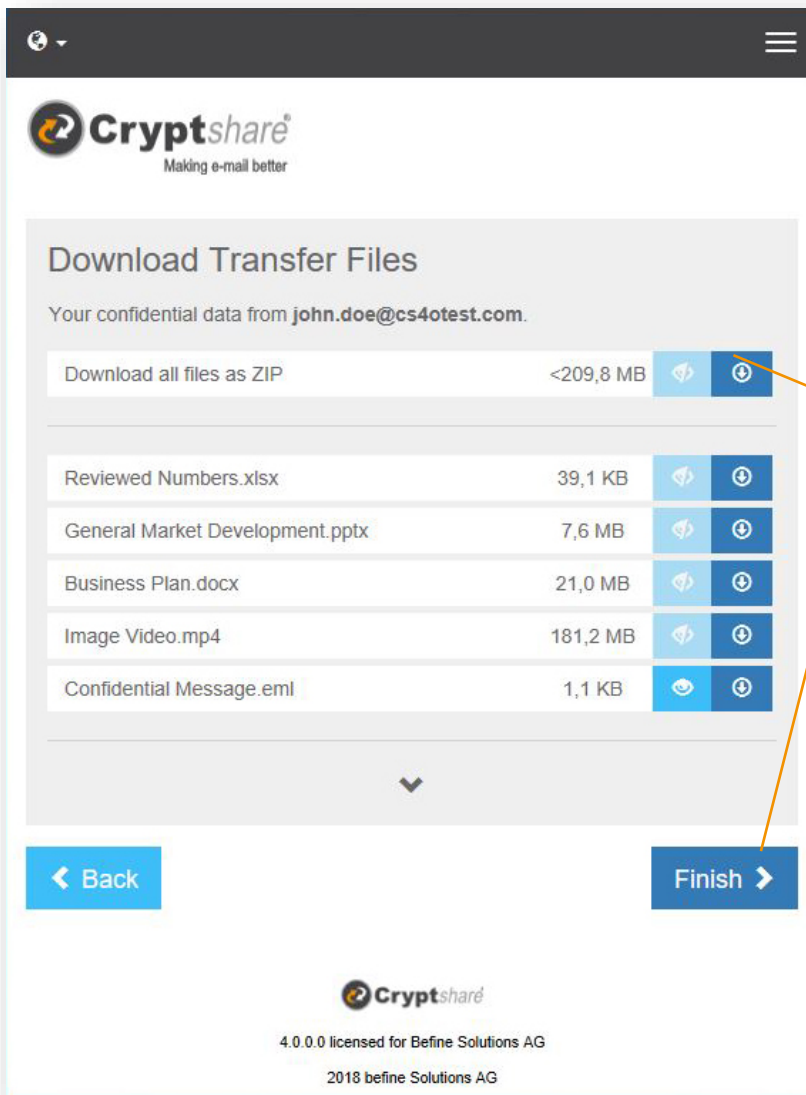 Cryptshare®
Making e-mail better
Download Transfer Files
Your confidential data from john.doe@cs4otest.com.
Download all files as ZIP <209,8 MB
Reviewed Numbers.xlsx 39,1 KB
General Market Development.pptx 7,6 MB
Business Plan.docx 21,0 MB
Image Video.mp4 181,2 MB
Confidential Message.eml 1,1 KB
Back Finish
Cryptshare
4.0.0.0 licensed for Befine Solutions AG
2018 befine Solutions AG